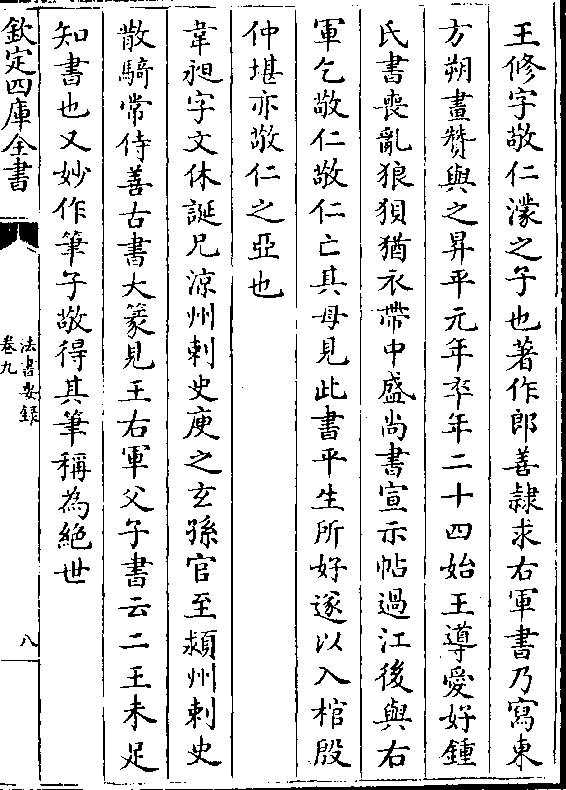 王修字敬仁濛之子也著作郎善隸求右軍書乃寫東
方朔畫贊與之昇平元年卒年二十四始王導愛好鍾
氏書喪亂狼狽猶衣帶中盛尚書宣示帖過江後與右
軍乞敬仁敬仁亡其母見此書平生所好遂以入棺殷
仲堪亦敬仁之亞也
韋昶字文休誕兄涼州刺史庾之玄孫官至潁州刺史
散騎常侍善古書大篆見王右軍父子書云二王未足
知書也又妙作筆子敬得其筆稱為絶世
欽定四庫全書
法書要錄
卷九
八